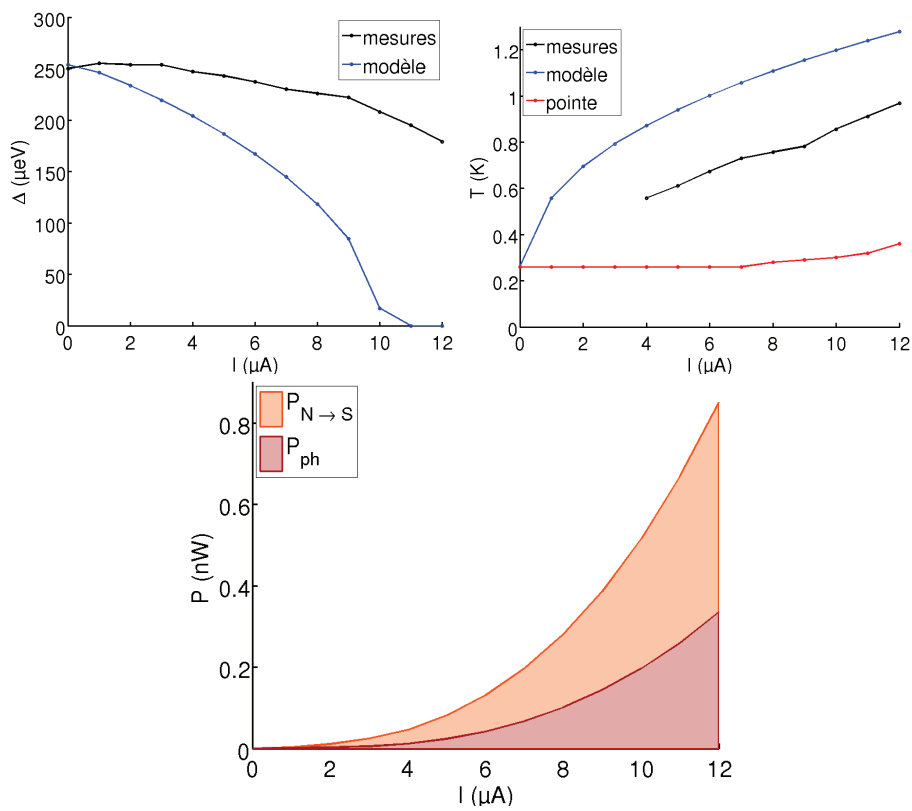 300
250
200
150
100
50
0
Δ (μeV)
0 2 4 6 8 10 12
I (μA)
mesures
modèle
1.2
1
0.8
0.6
0.4
0.2
0
T (K)
0 2 4 6 8 10 12
I (μA)
mesures
modèle
pointe
0.8
0.6
0.4
0.2
0
P (nW)
0 2 4 6 8 10 12
I (μA)
P N → S
P ph